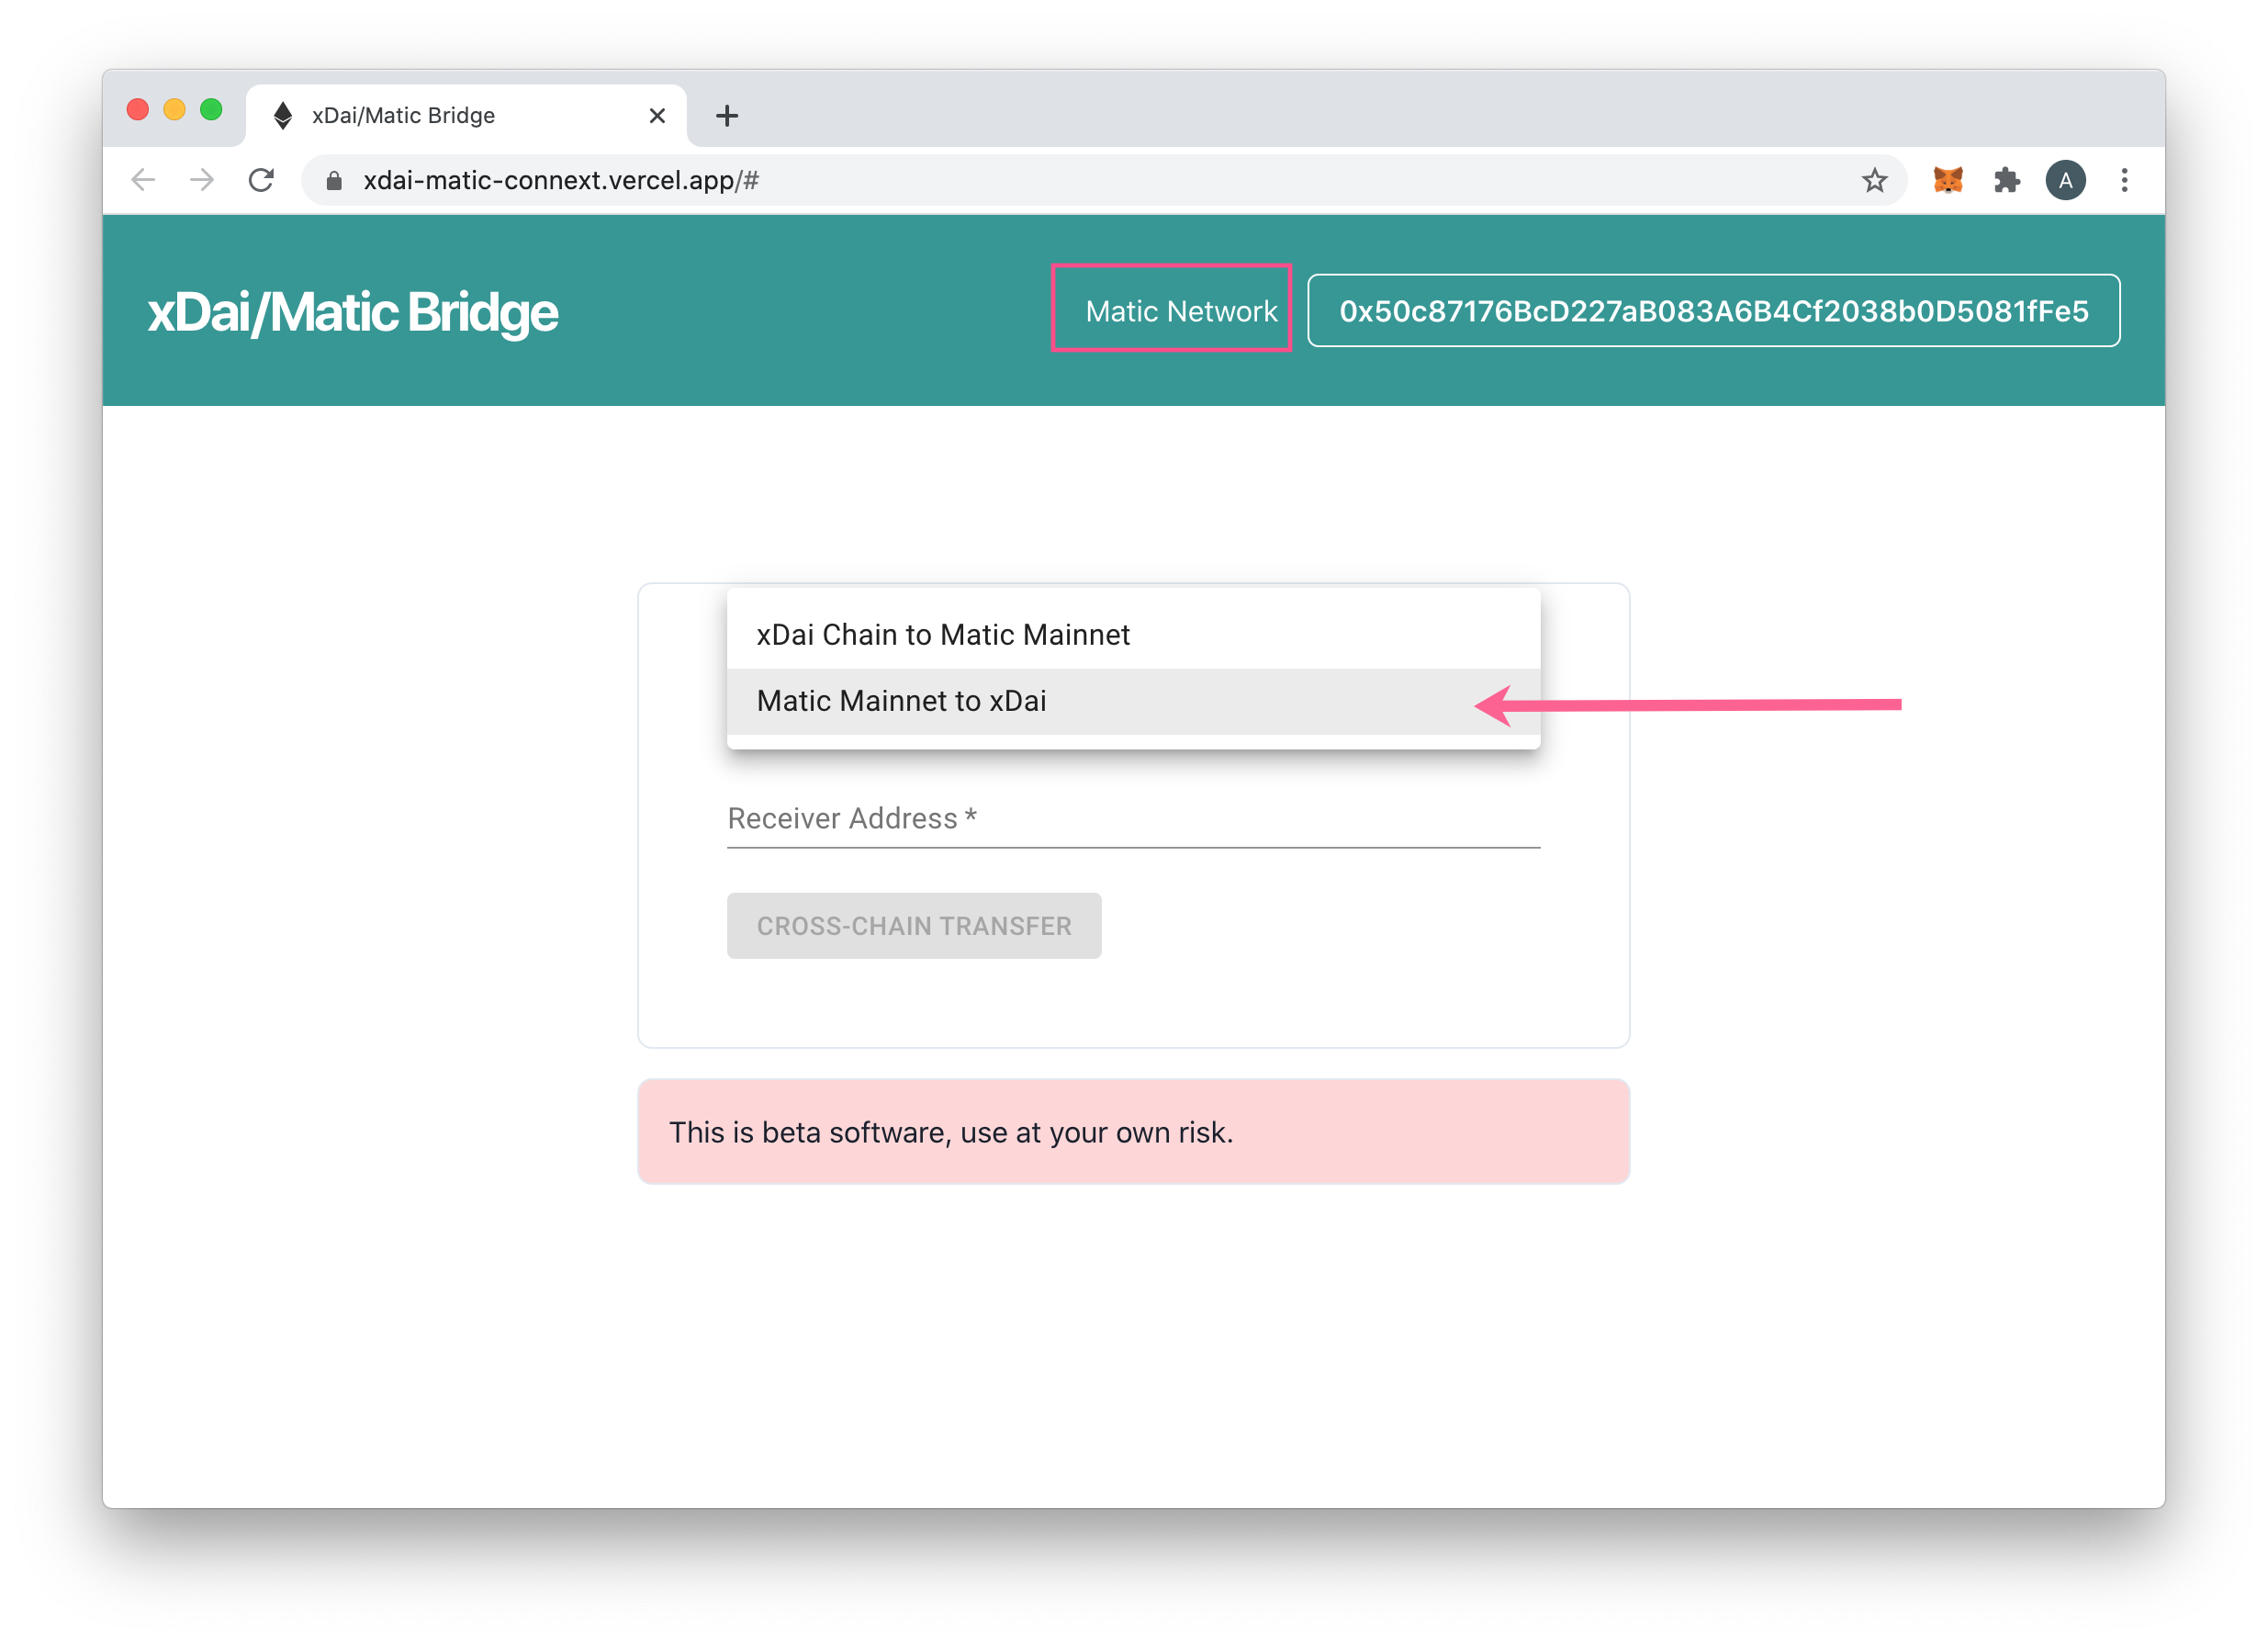 xDai/Matic Bridge
xdai-matic-connext.vercel.app/#
A
xDai/Matic Bridge
Matic Network
0x50c87176BcD227aB083A6B4Cf2038b0D5081fFe5
xDai Chain to Matic Mainnet
Matic Mainnet to xDai
Receiver Address *
CROSS-CHAIN TRANSFER
This is beta software, use at your own risk.